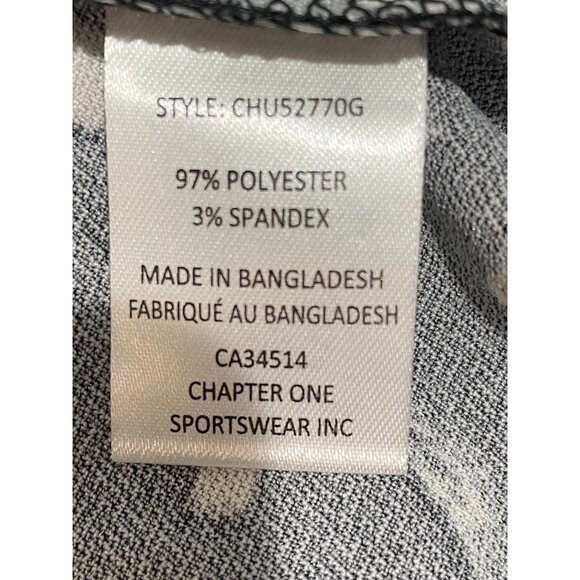 STYLE: CHU52770G
97% POLYESTER
3% SPANDEX
MADE IN BANGLADESH
FABRIQUÉ AU BANGLADESH
CA34514
CHAPTER ONE
SPORTSWEAR INC